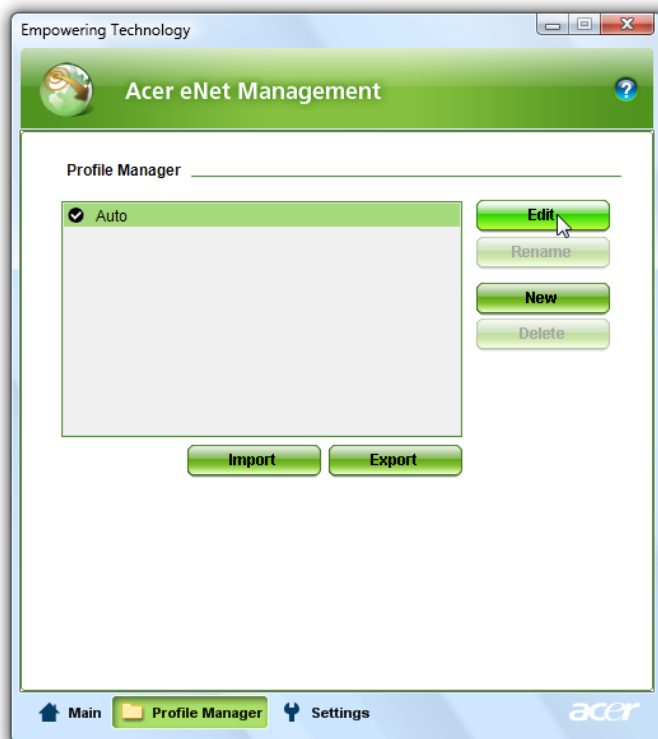 Empowering Technology
Acer eNet Management
?
Profile Manager
Auto
Edit
Rename
New
Delete
Import Export
Main Profile Manager Settings acer